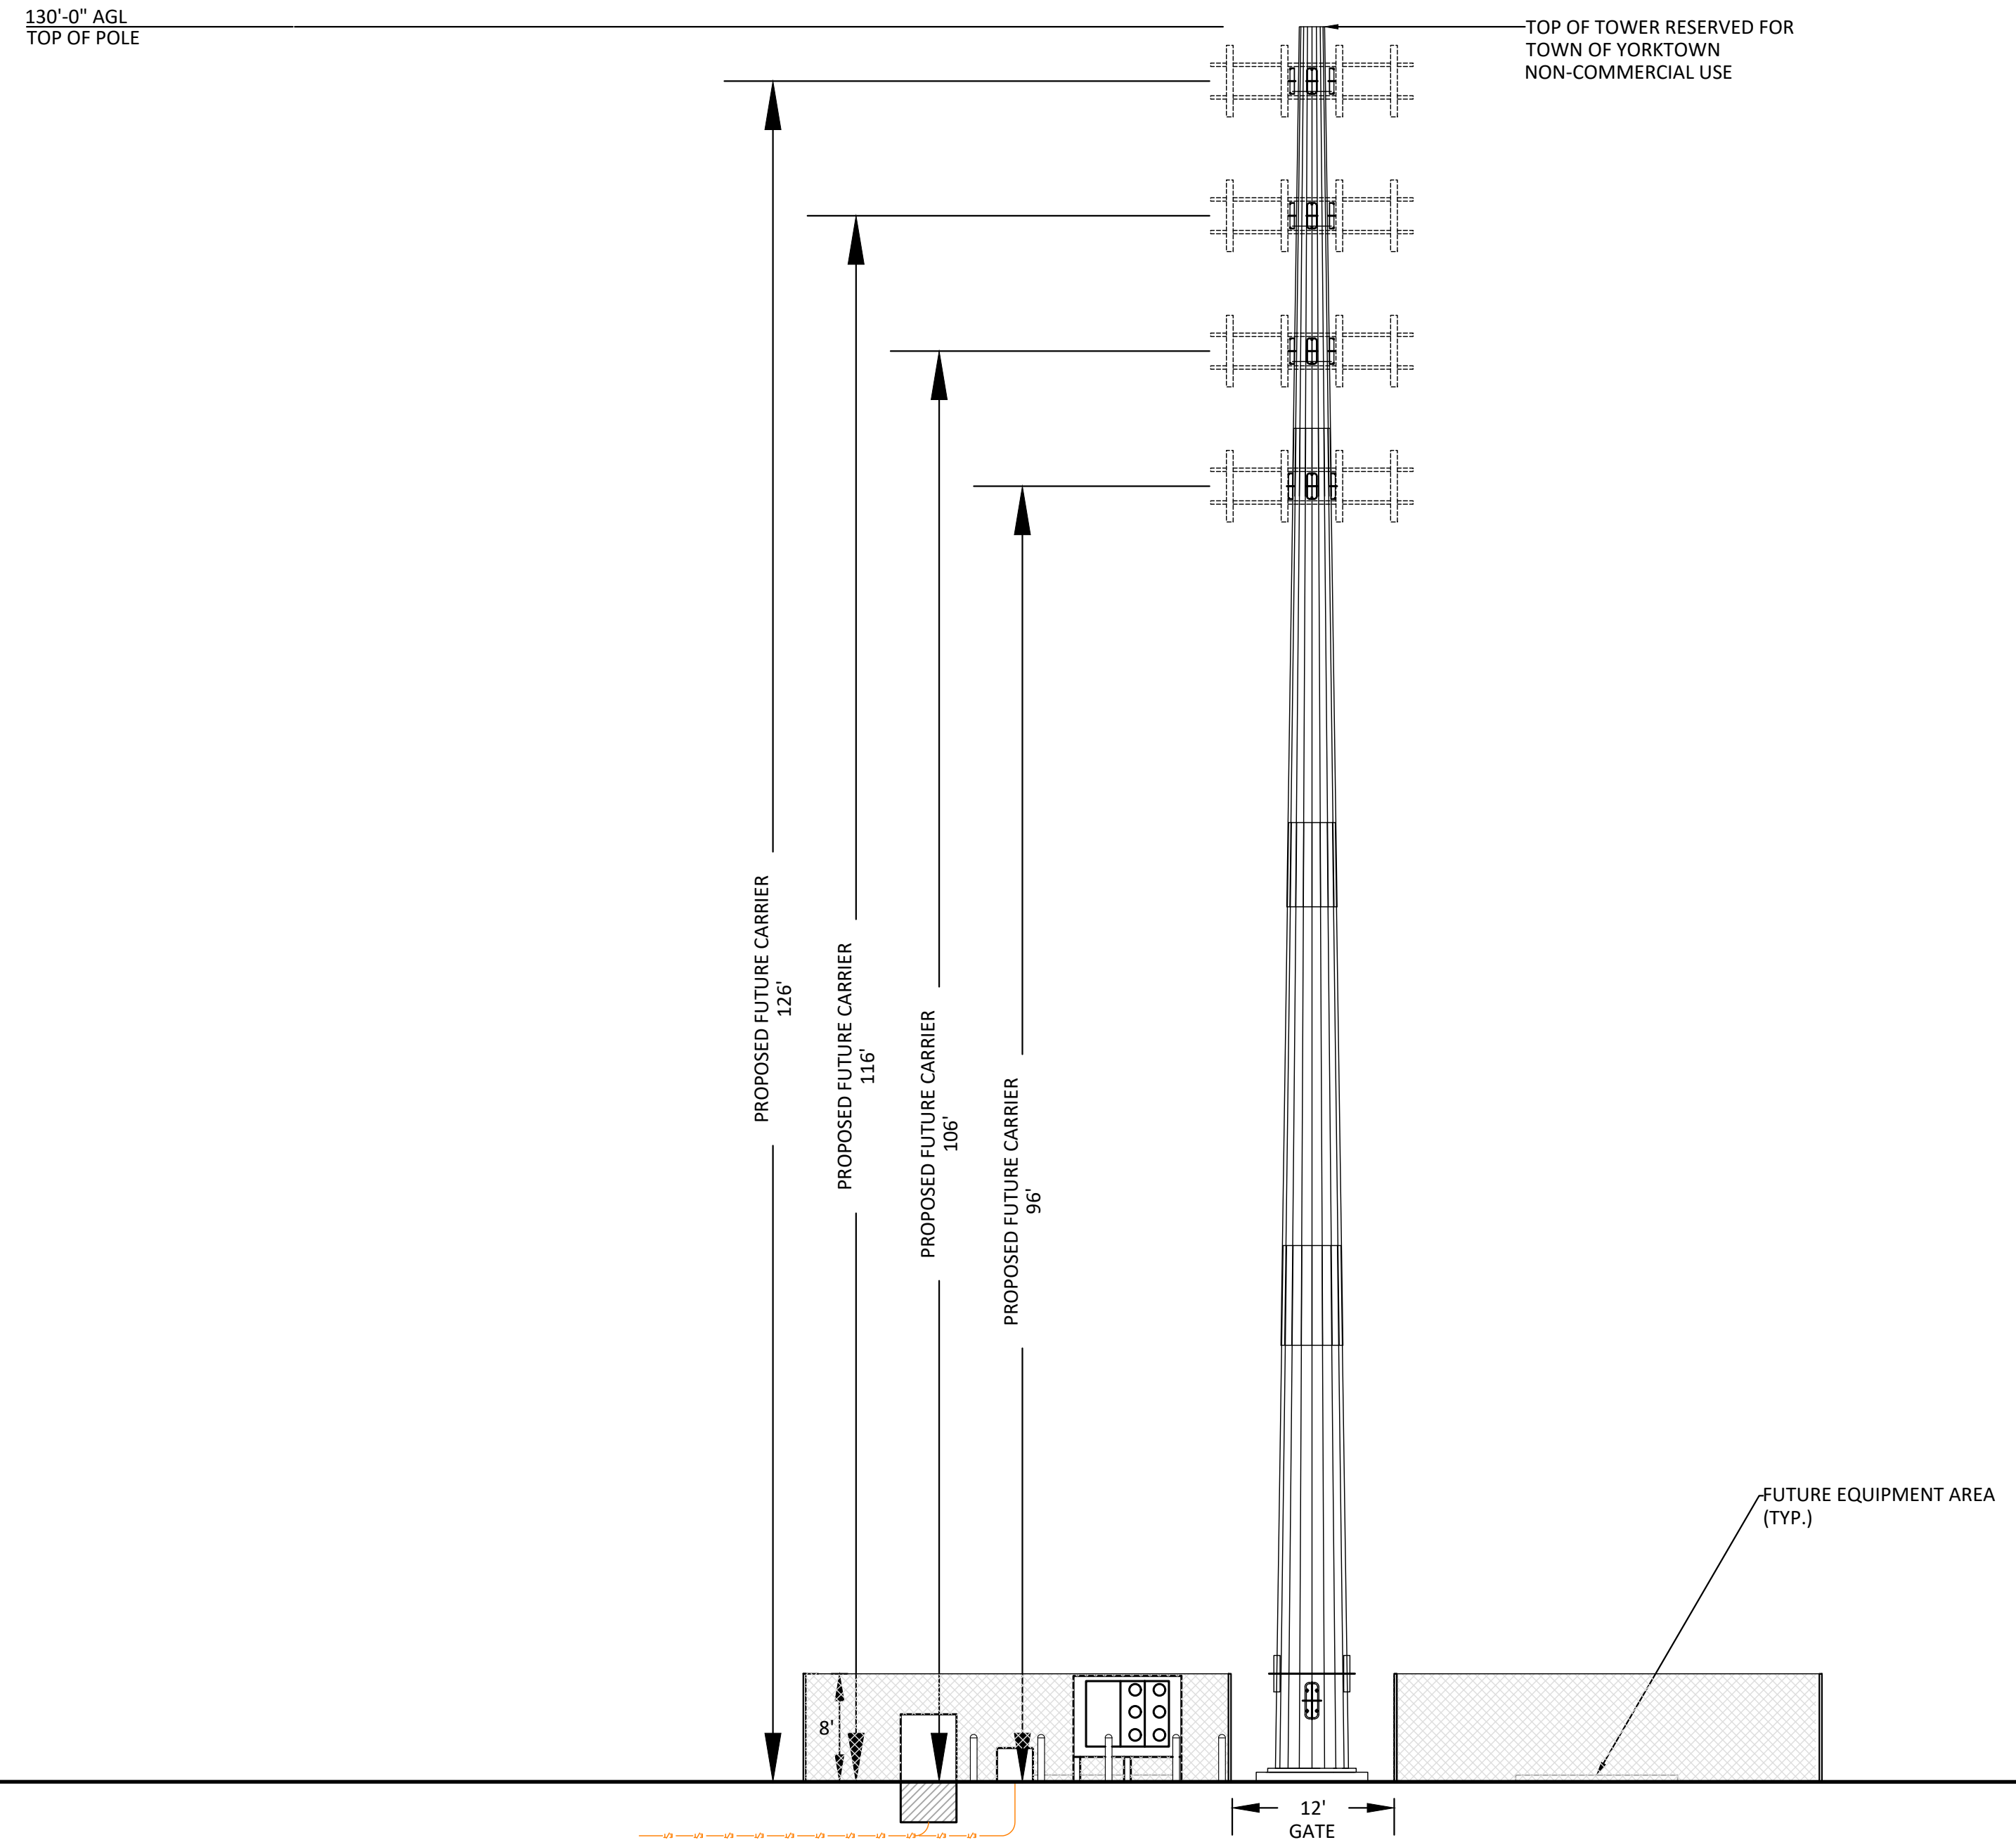 130'-0" AGL
TOP OF POLE
TOP OF TOWER RESERVED FOR
TOWN OF YORKTOWN
NON-COMMERCIAL USE
PROPOSED FUTURE CARRIER
126'
PROPOSED FUTURE CARRIER
116'
PROPOSED FUTURE CARRIER
106'
PROPOSED FUTURE CARRIER
96'
FUTURE EQUIPMENT AREA
(TYP.)
8'
12'
GATE